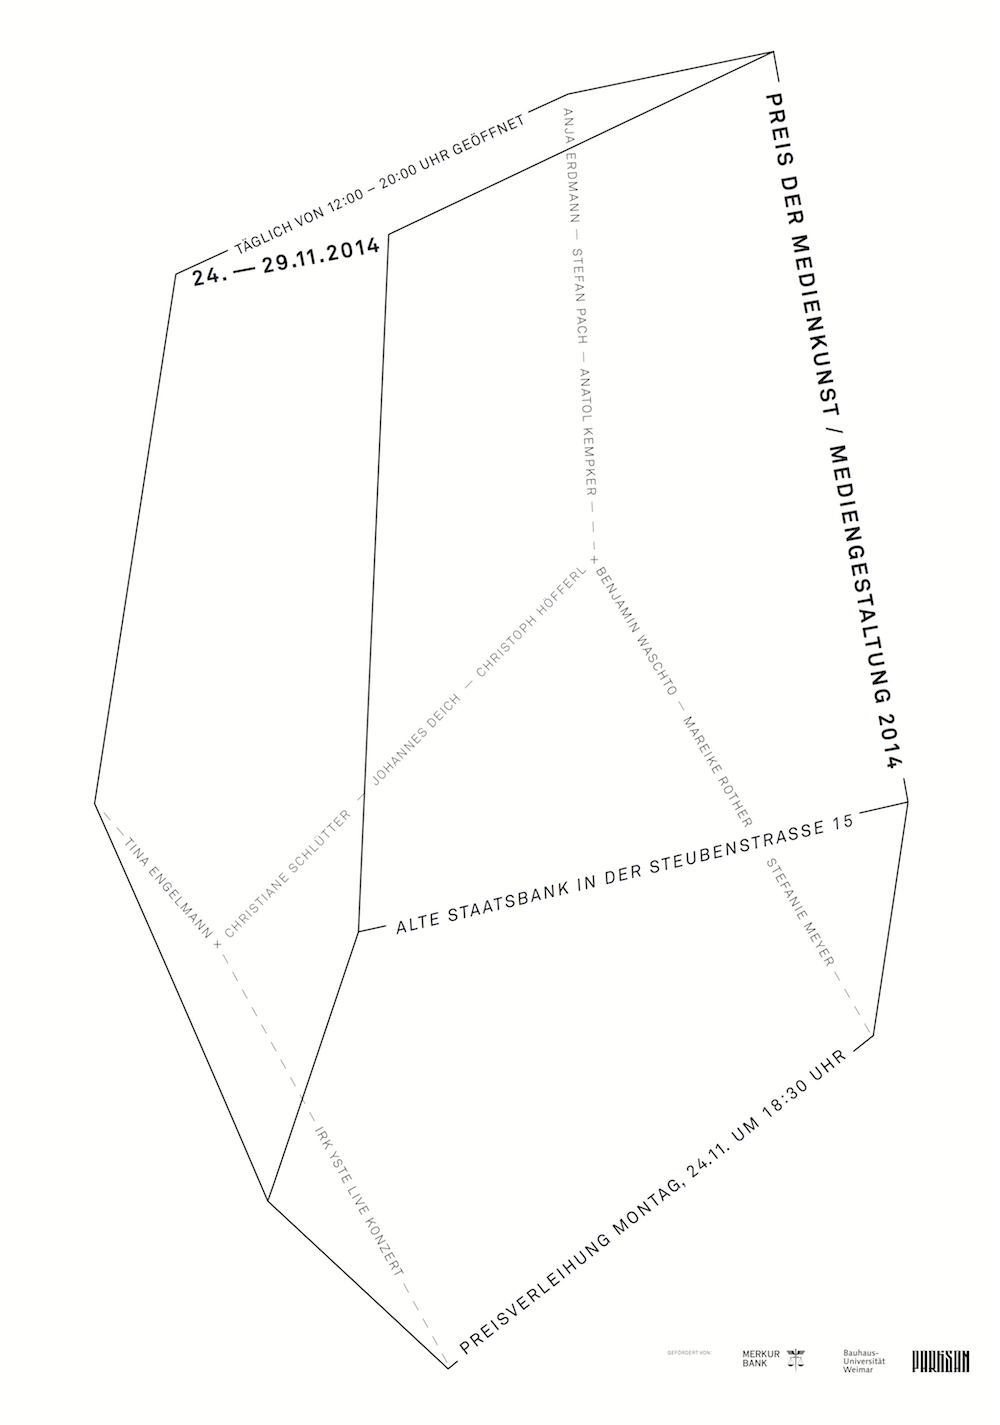 TÄGLICH VON 12:00 – 20:00 UHR GEÖFFNET
24. — 29.11.2014
PREIS DER MEDIENKUNST / MEDIENGESTALTUNG 2014
ANJA ERDMANN — STEFAN PACH — ANATOL KEMPKER — — — +
BENJAMIN WASCHTO — MAREIKE ROTHER STEFANIE MEYER
CHRISTIANE SCHLÜTTER — JOHANNES DEICH — CHRISTOPH HÖFFERL
TINA ENGELMANN ×
ALTE STAATSBANK IN DER STEUBENSTRASSE 15
IRK YSTE LIVE KONZERT
PREISVERLEIHUNG MONTAG, 24.11. UM 18:30 UHR
GEFÖRDERT VON:
MERKUR
BANK
Bauhaus-
Universität
Weimar
PARTISAN